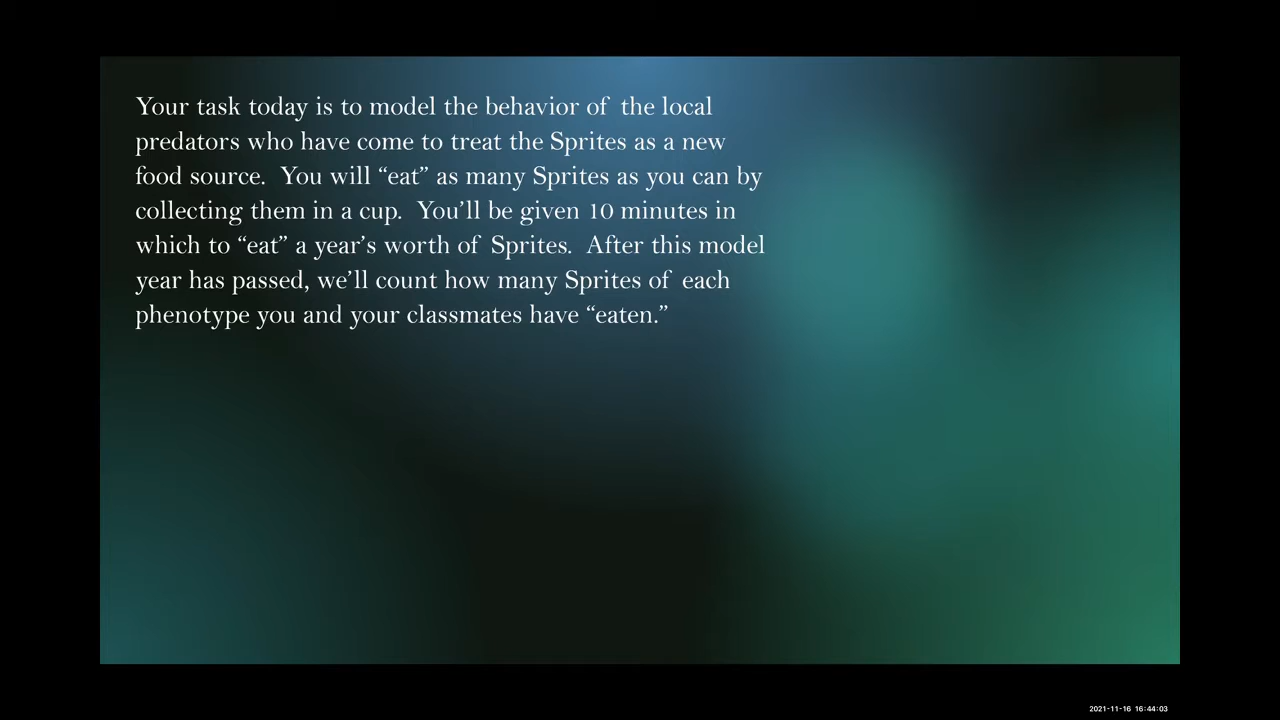 Your task today is to model the behavior of the local
predators who have come to treat the Sprites as a new
food source. You will “eat” as many Sprites as you can by
collecting them in a cup. You’ll be given 10 minutes in
which to “eat” a year’s worth of Sprites. After this model
year has passed, we’ll count how many Sprites of each
phenotype you and your classmates have “eaten.”
2021-11-16 16:44:03